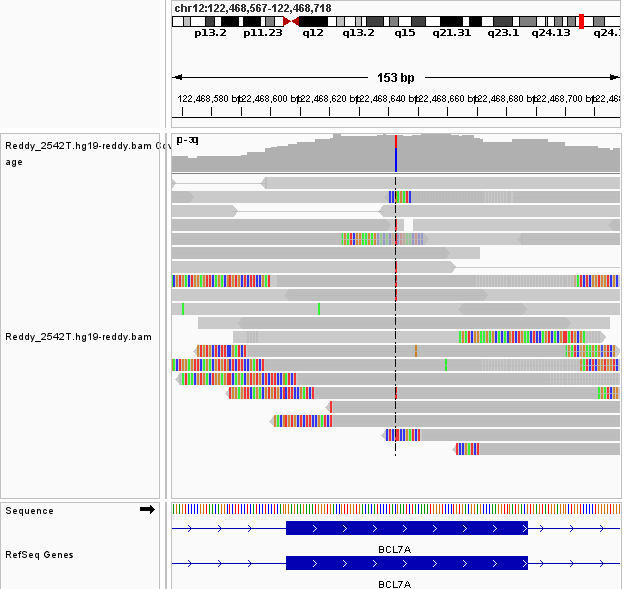 chr12:122,468,567-122,468,718
p13.2 p11.23 q12 q13.2 q15 q21.31 q23.1 q24.13 q24.
153 bp
122,468,580 bp 122,468,600 bp 122,468,620 bp 122,468,640 bp 122,468,660 bp 122,468,680 bp 122,468,700 bp 122,468
Reddy_2542T.hg19-reddy.bam Cov
age
[0-30]
Reddy_2542T.hg19-reddy.bam
Sequence
RefSeq Genes
BCL7A
BCL7A